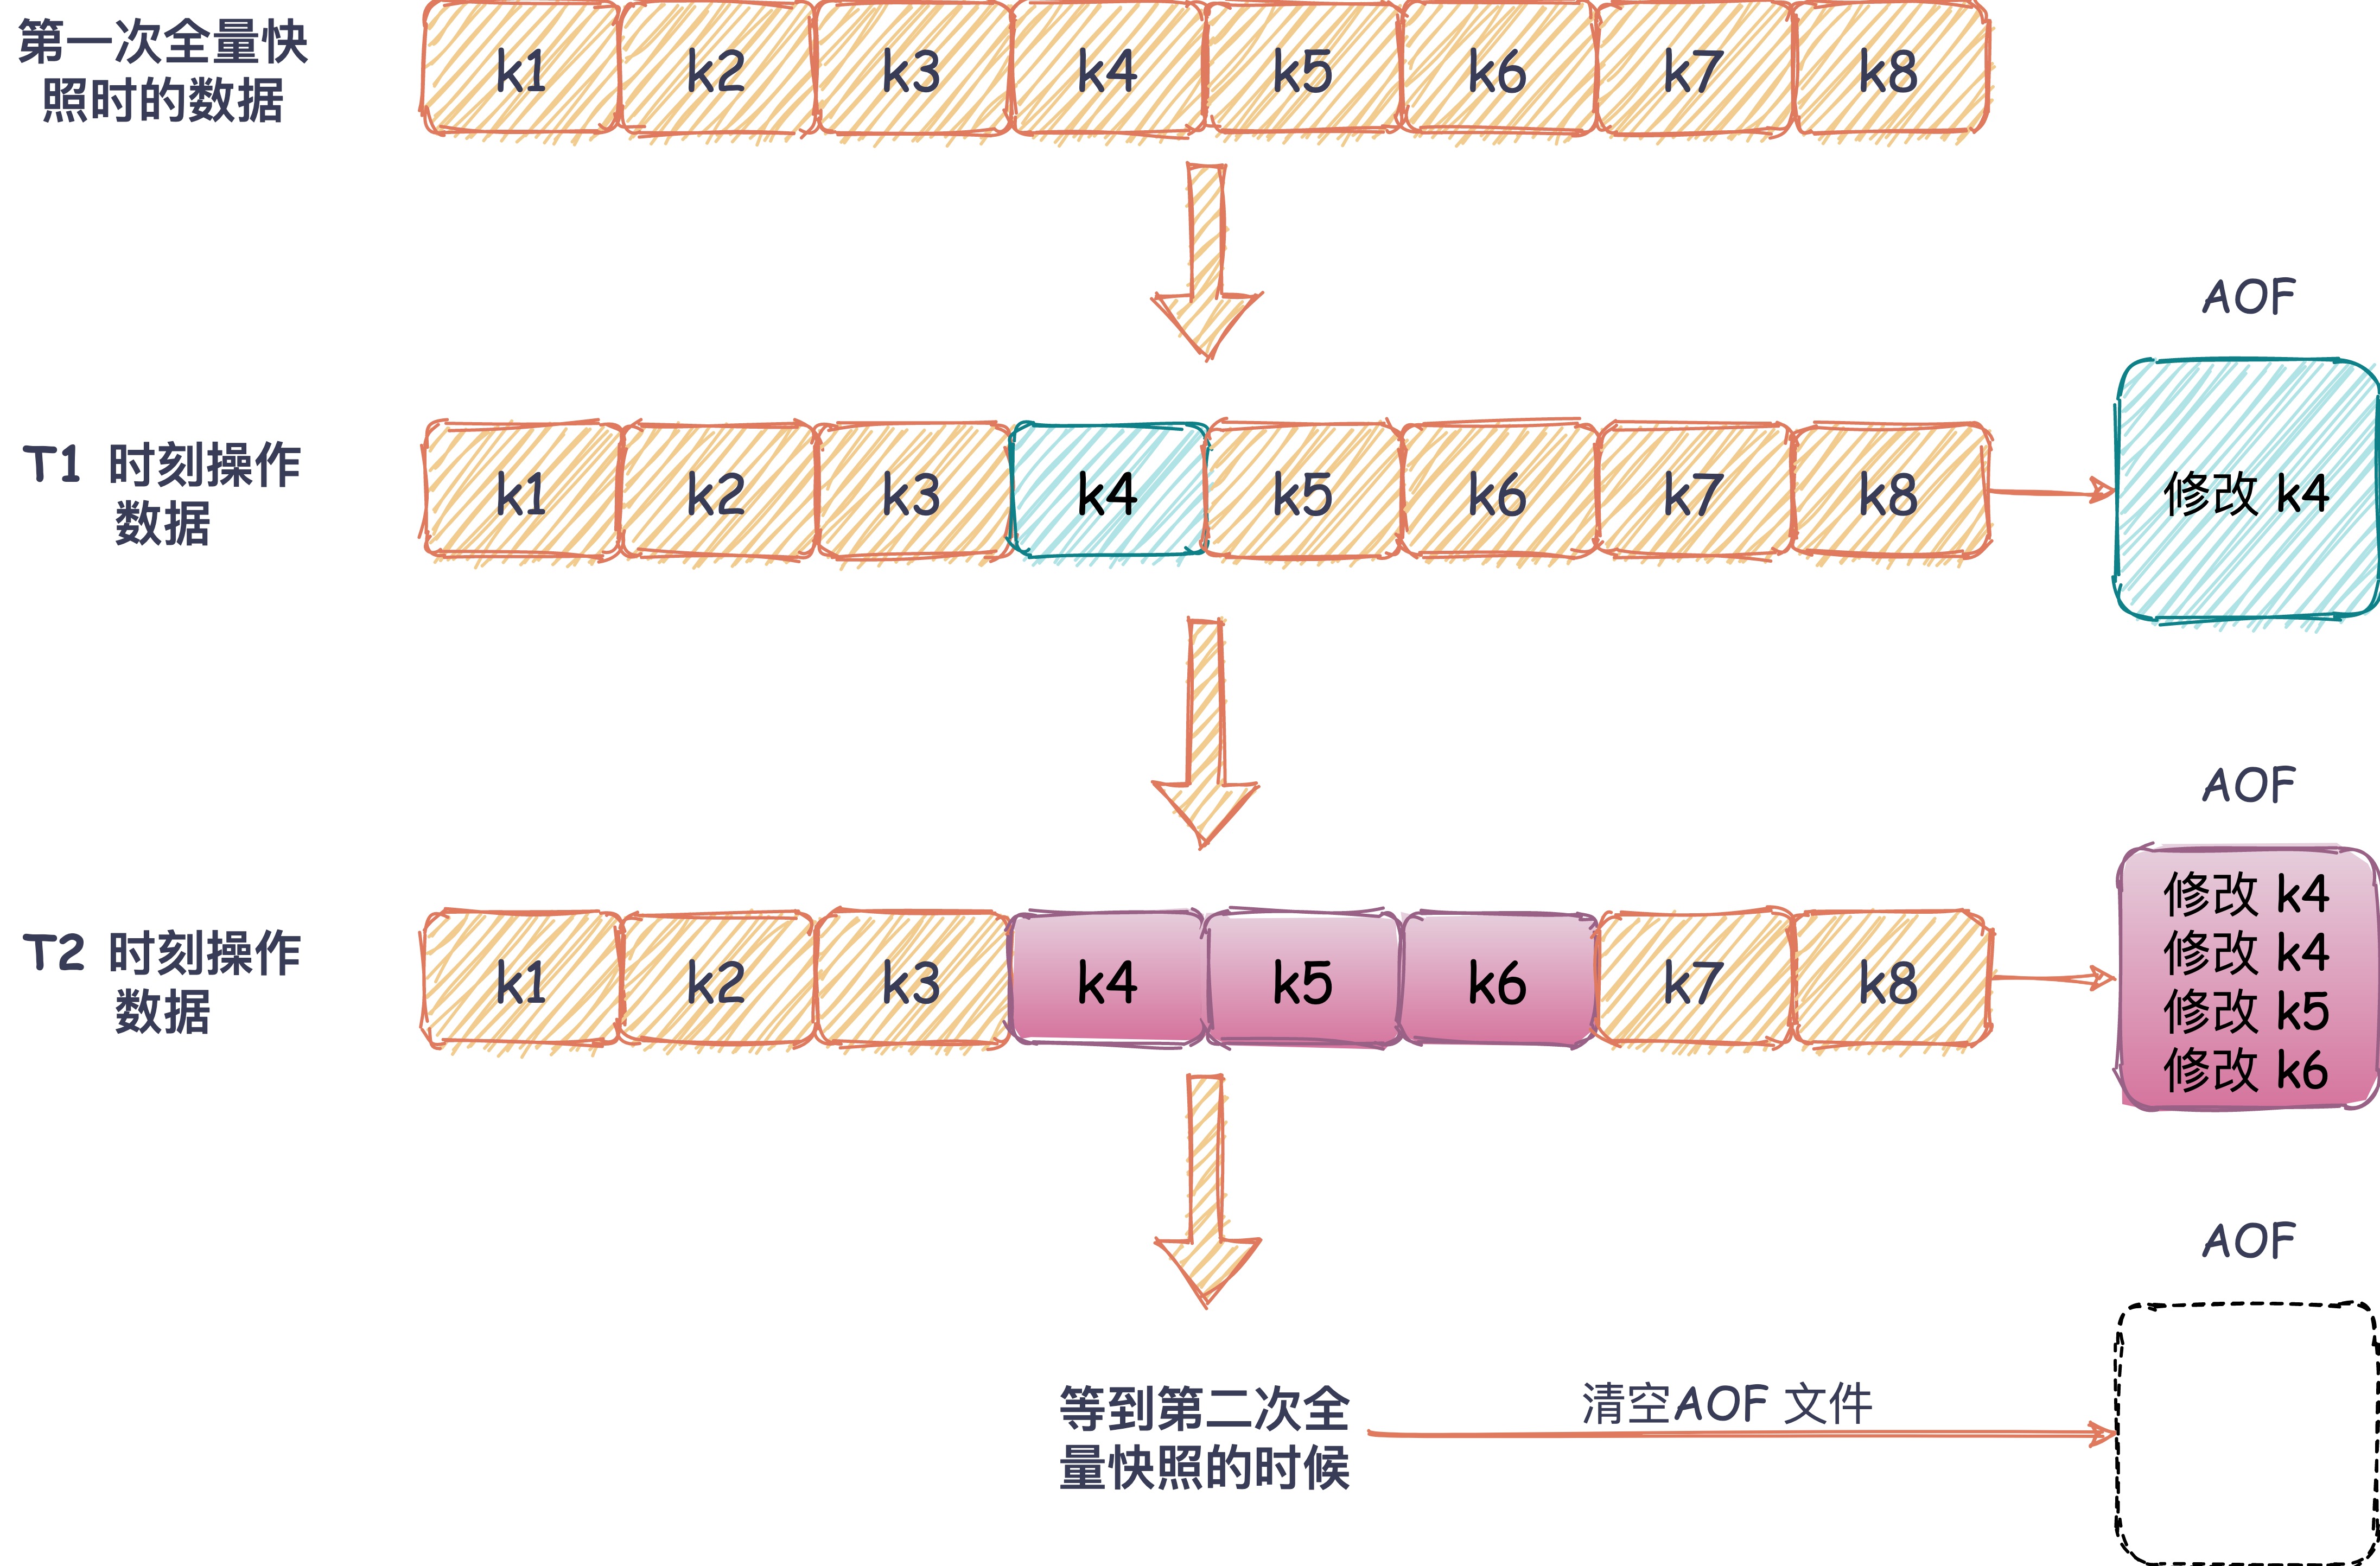 第一次全量快
照时的数据
k1 k2 k3 k4 k5 k6 k7 k8
AOF
T1 时刻操作
数据
k1 k2 k3 k4 k5 k6 k7 k8
修改 k4
AOF
T2 时刻操作
数据
k1 k2 k3 k4 k5 k6 k7 k8
修改 k4
修改 k4
修改 k5
修改 k6
AOF
等到第二次全
量快照的时候
清空AOF 文件